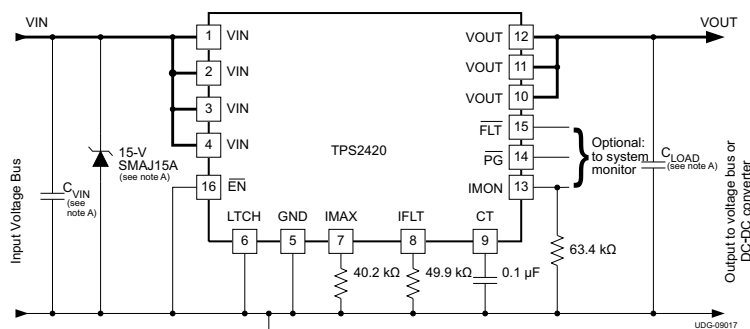 VIN
VOUT
1 VIN
2 VIN
3 VIN
4 VIN
16 EN
VOUT 12
VOUT 11
VOUT 10
FLT 15
PG 14
IMON 13
TPS2420
LTCH
6
GND
5
IMAX
7
IFLT
8
CT
9
40.2 kΩ
49.9 kΩ
0.1 µF
63.4 kΩ
15-V
SMAJ15A
(see note A)
CVIN
(see
note A)
Input Voltage Bus
Optional:
to system
monitor
CLOAD
(see note A)
Output to voltage bus or
DC-DC converter
UDG-09017